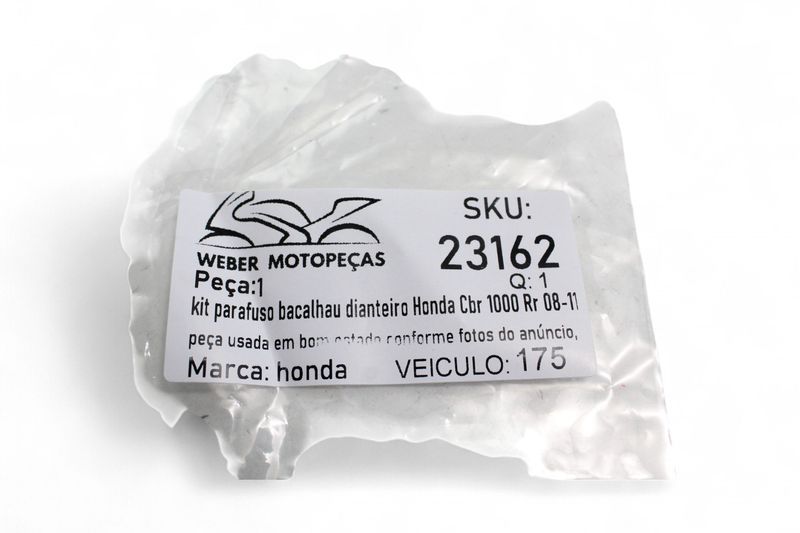 SKU:
23162
WEBER MOTOPEÇAS
Q: 1
Peça:1
kit parafuso bacalhau dianteiro Honda Cbr 1000 Rr 08-11
peça usada em bom estado conforme fotos do anúncio,
Marca: honda VEICULO: 175